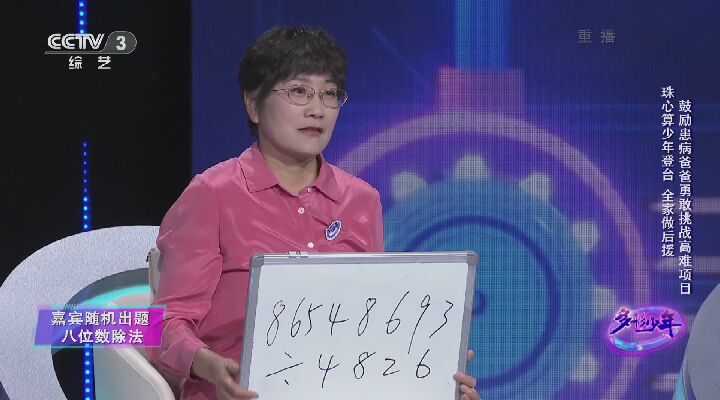 CCTV 3
综艺
重播
鼓励患病爸爸勇敢挑战高难项目
珠心算少年登台 全家做后援
86548693
÷4826
嘉宾随机出题
八位数除法
多才少年